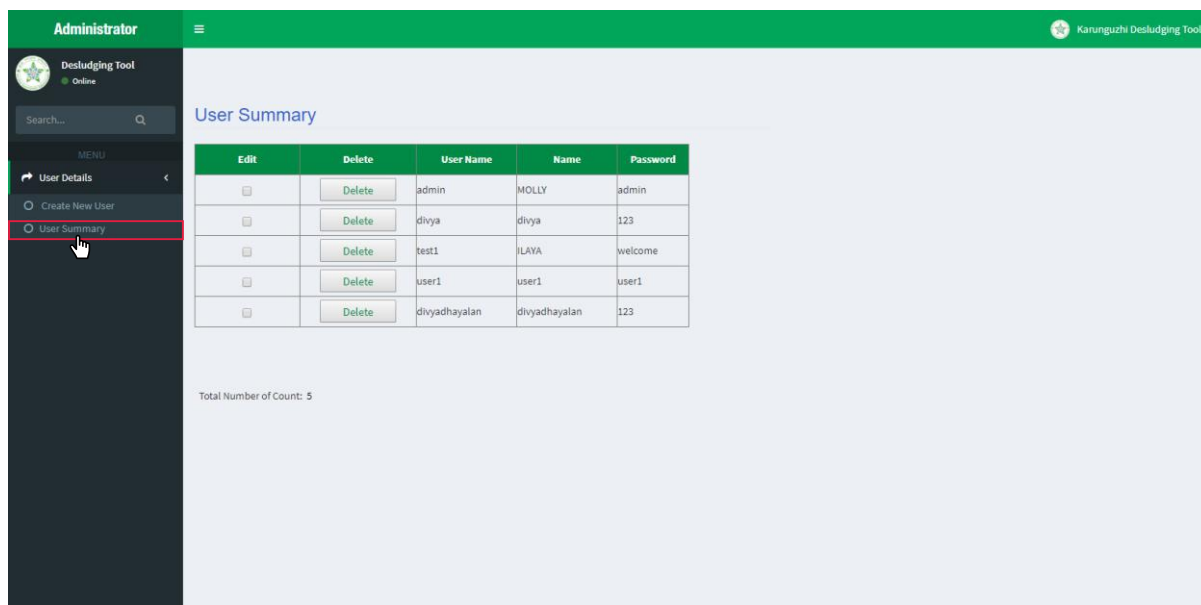 Administrator
Karunguzhi Desludging Tool
Desludging Tool
Online
Search...
MENU
User Details
Create New User
User Summary
User Summary
Edit Delete User Name Name Password
Delete admin MOLLY admin
Delete divya divya 123
Delete test1 ILAYA welcome
Delete user1 user1 user1
Delete divyadhayalan divyadhayalan 123
Total Number of Count: 5